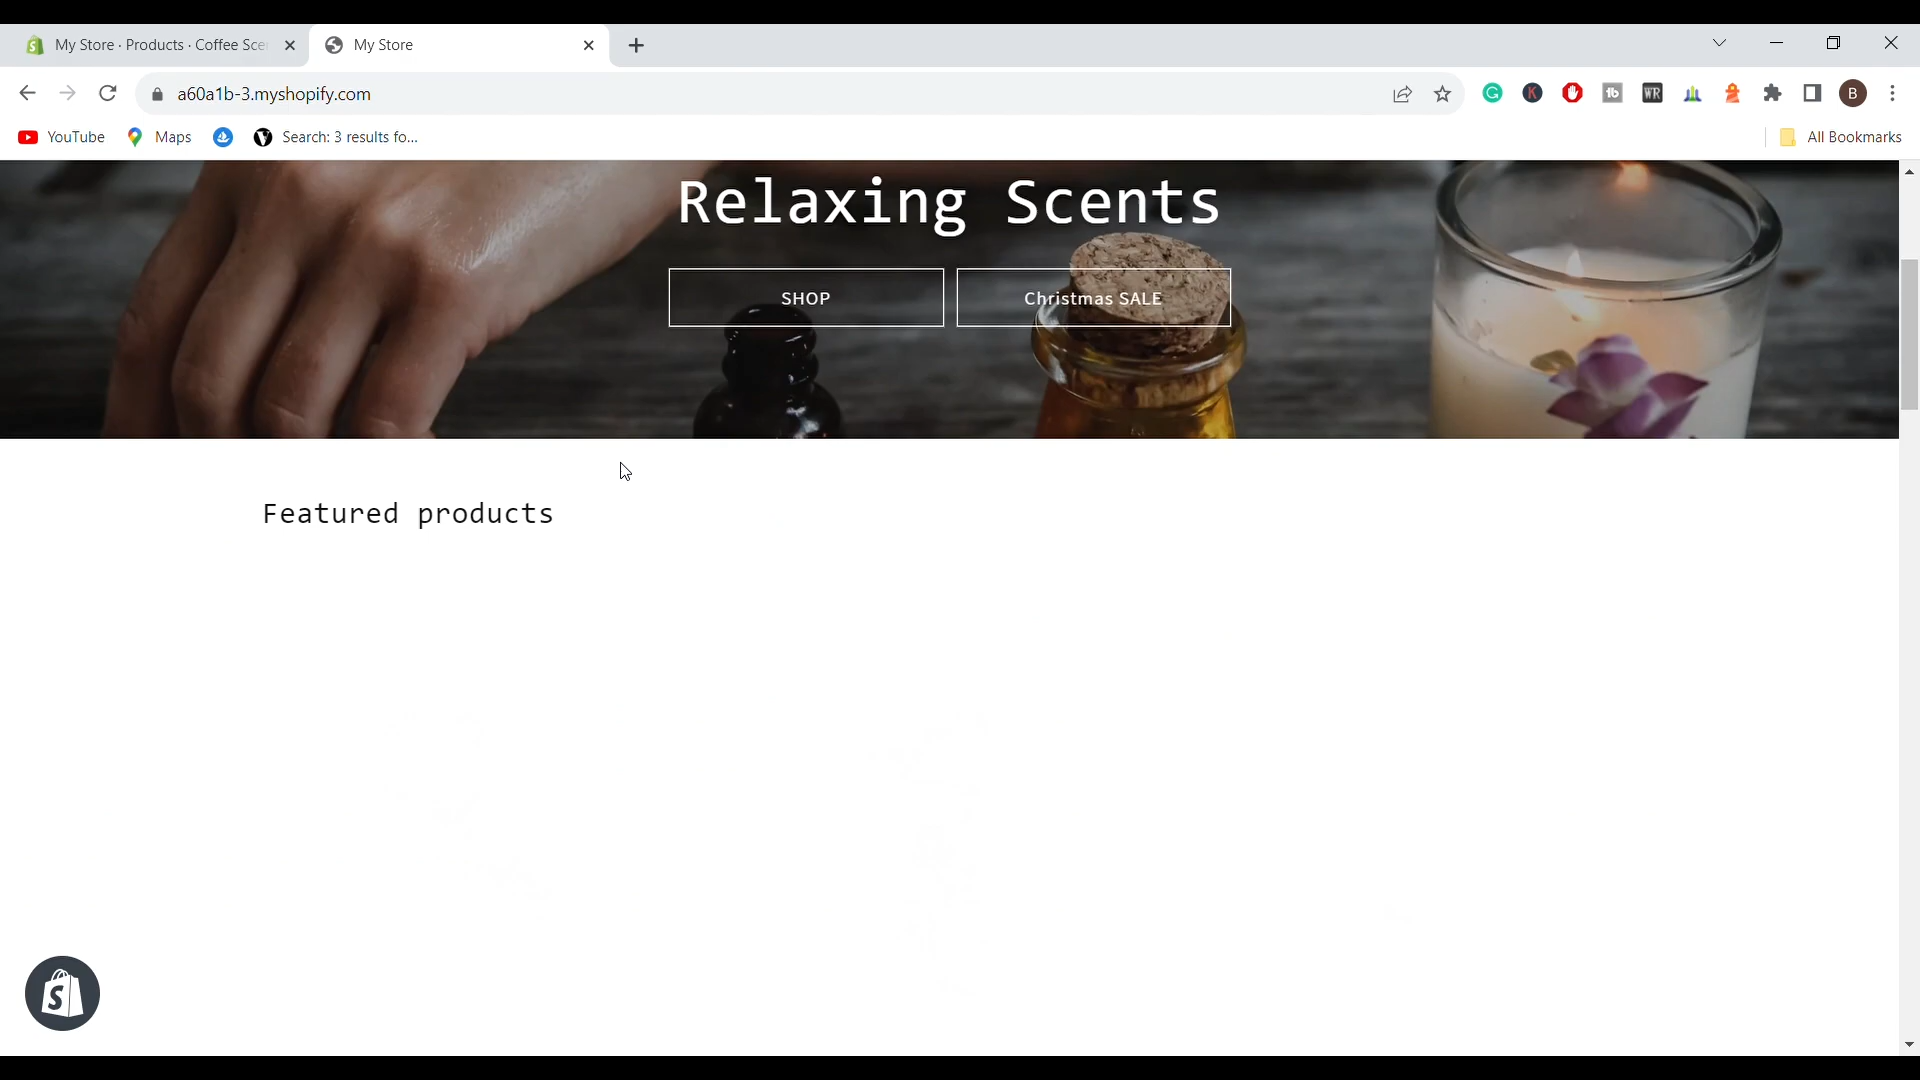 My Store · Products · Coffee Sce
My Store
a60a1b-3.myshopify.com
B
YouTube
Maps
Search: 3 results fo...
All Bookmarks
Relaxing Scents
SHOP
Christmas SALE
Featured products